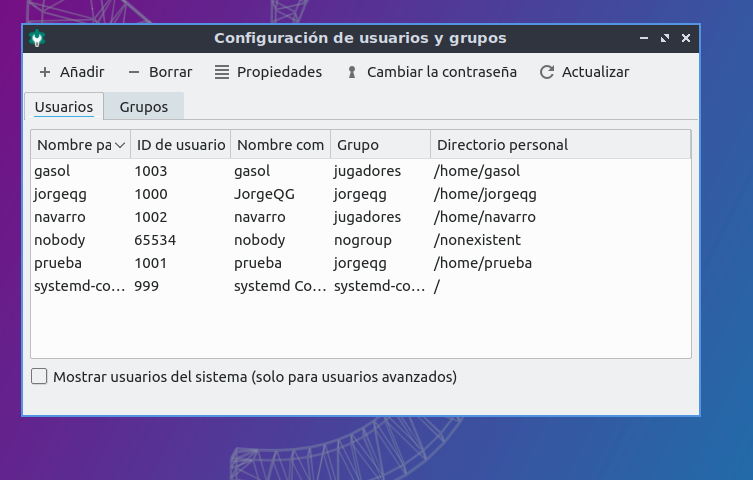 Configuración de usuarios y grupos
Añadir Borrar Propiedades Cambiar la contraseña Actualizar
Usuarios Grupos
Nombre pa ID de usuario Nombre com Grupo Directorio personal
gasol 1003 gasol jugadores /home/gasol
jorgeqg 1000 JorgeQG jorgeqg /home/jorgeqg
navarro 1002 navarro jugadores /home/navarro
nobody 65534 nobody nogroup /nonexistent
prueba 1001 prueba jorgeqg /home/prueba
systemd-co... 999 systemd Co... systemd-co... /
Mostrar usuarios del sistema (solo para usuarios avanzados)